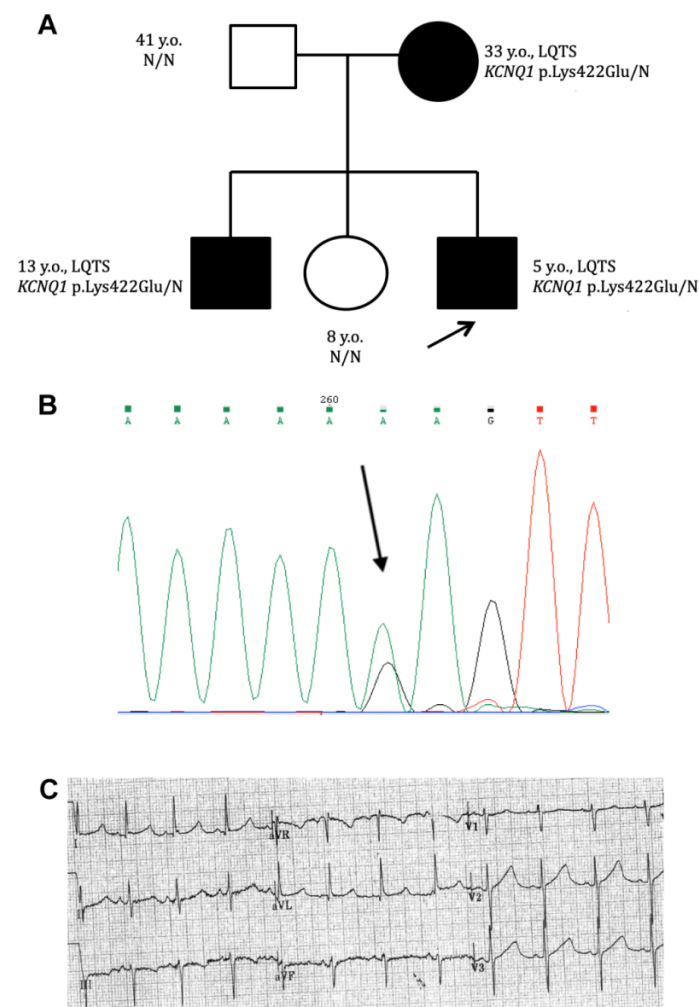 A
41 y.o.
N/N
33 y.o., LQTS
KCNQ1 p.Lys422Glu/N
13 y.o., LQTS
KCNQ1 p.Lys422Glu/N
8 y.o.
N/N
5 y.o., LQTS
KCNQ1 p.Lys422Glu/N
B
260
A A A A A A A G T T
C
I aVR V1
II aVL V2
III aVF V3